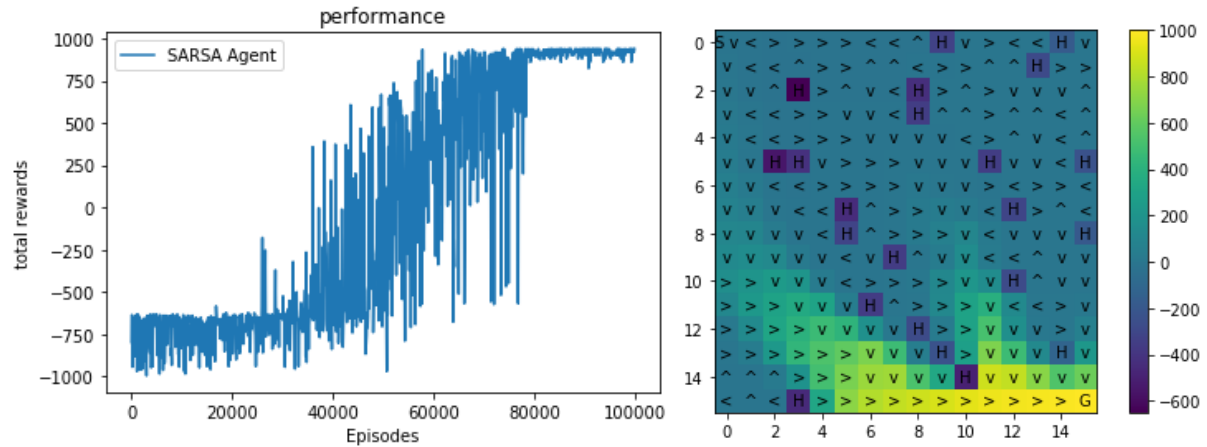 performance
1000
750
500
250
0
−250
−500
−750
−1000
total rewards
SARSA Agent
0 20000 40000 60000 80000 100000
Episodes
0 S v < > > > > < < ^ H v > < < H v
v < < ^ > > ^ ^ < > > ^ ^ H > >
2 v v ^ H > ^ v < H > > v ^ ^ ^ ^
v < < > > v v < H ^ > ^ ^ ^ < ^
4 v < < > > > v v v v < > ^ v < v
v v H H v > > > v v v H v v < H
6 v v v < < > > > > > v > < > > <
v v v < < H ^ > > v v < H > ^ <
8 v v v v < H ^ > > > v < < v v H
v v v v v < v H ^ v v < < ^ v v
10 > > v v < v < > > > v v H ^ v v
> > > v v v H ^ > > > v < < > v
12 > > > > v v v v H > > v v v v v
> > > > > > v v v H > v v v H v
14 ^ ^ ^ > > > v v v v H v v v v v
< ^ < H > > > > > > > > > > > G
0 2 4 6 8 10 12 14
1000
800
600
400
200
0
−200
−400
−600